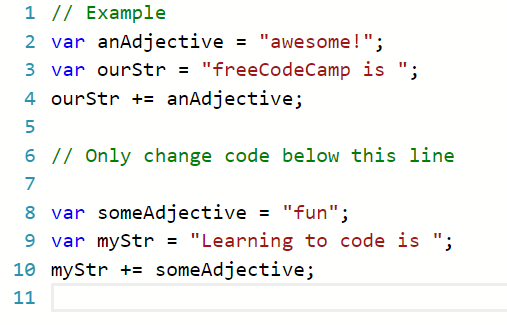 1 // Example
2 var anAdjective = "awesome!";
3 var ourStr = "freeCodeCamp is ";
4 ourStr += anAdjective;
5
6 // Only change code below this line
7
8 var someAdjective = "fun";
9 var myStr = "Learning to code is ";
10 myStr += someAdjective;
11